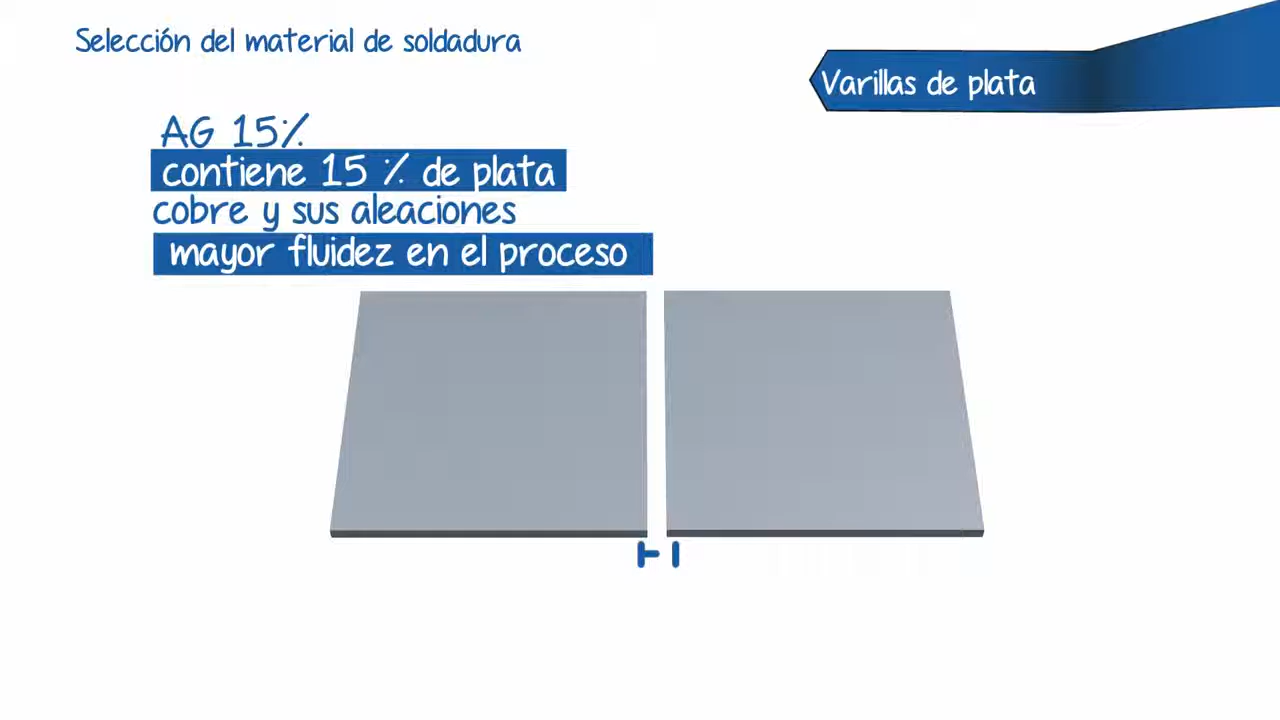 Selección del material de soldadura
Varillas de plata
AG 15%
contiene 15 % de plata
cobre y sus aleaciones
mayor fluidez en el proceso